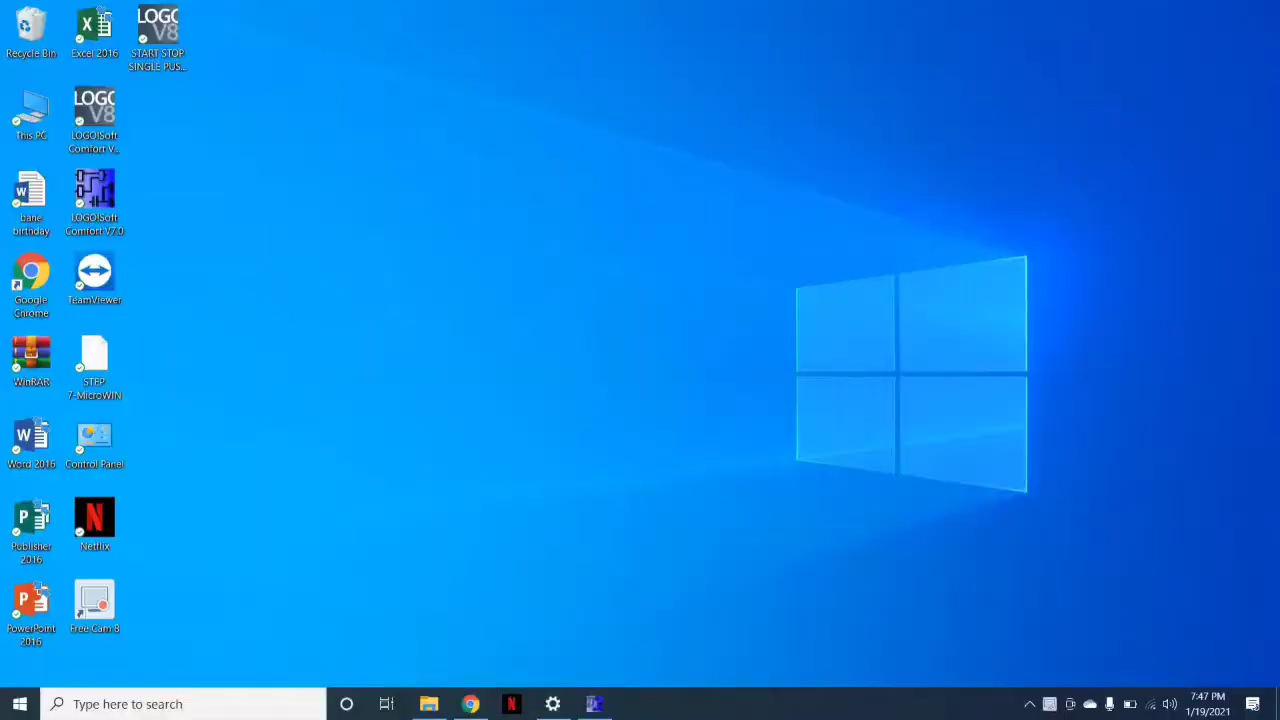 Recycle Bin
Excel 2016
LOGO
V8
START STOP
SINGLE PUS...
This PC
LOGO
V8
LOGO!Soft
Comfort V...
bane
birthday
LOGO!Soft
Comfort V7.0
Google
Chrome
TeamViewer
WinRAR
STEP
7-MicroWIN
Word 2016
Control Panel
Publisher
2016
Netflix
PowerPoint
2016
Free Cam 8
Type here to search
7:47 PM
1/19/2021